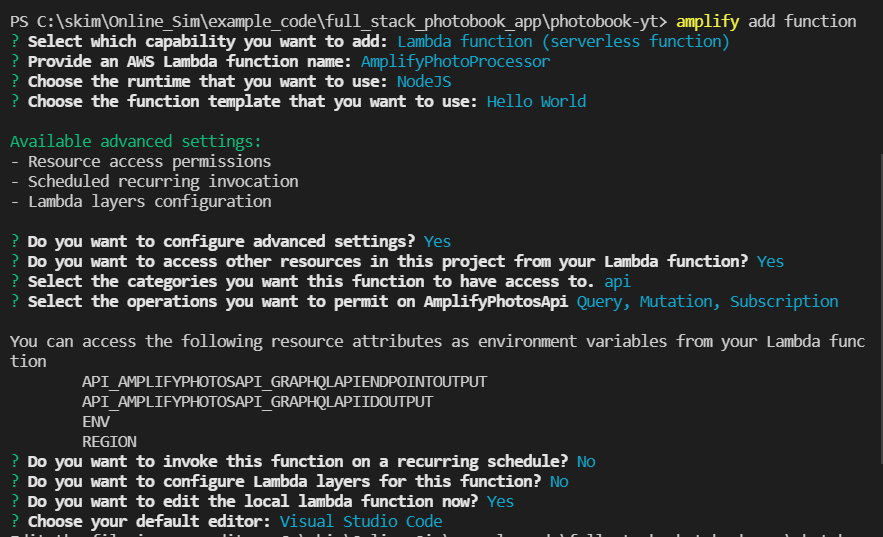 PS C:\skim\Online_Sim\example_code\full_stack_photobook_app\photobook-yt> amplify add function
? Select which capability you want to add: Lambda function (serverless function)
? Provide an AWS Lambda function name: AmplifyPhotoProcessor
? Choose the runtime that you want to use: NodeJS
? Choose the function template that you want to use: Hello World
Available advanced settings:
- Resource access permissions
- Scheduled recurring invocation
- Lambda layers configuration
? Do you want to configure advanced settings? Yes
? Do you want to access other resources in this project from your Lambda function? Yes
? Select the categories you want this function to have access to. api
? Select the operations you want to permit on AmplifyPhotosApi Query, Mutation, Subscription
You can access the following resource attributes as environment variables from your Lambda func
tion
API_AMPLIFYPHOTOSAPI_GRAPHQLAPIENDPOINTOUTPUT
API_AMPLIFYPHOTOSAPI_GRAPHQLAPIIDOUTPUT
ENV
REGION
? Do you want to invoke this function on a recurring schedule? No
? Do you want to configure Lambda layers for this function? No
? Do you want to edit the local lambda function now? Yes
? Choose your default editor: Visual Studio Code